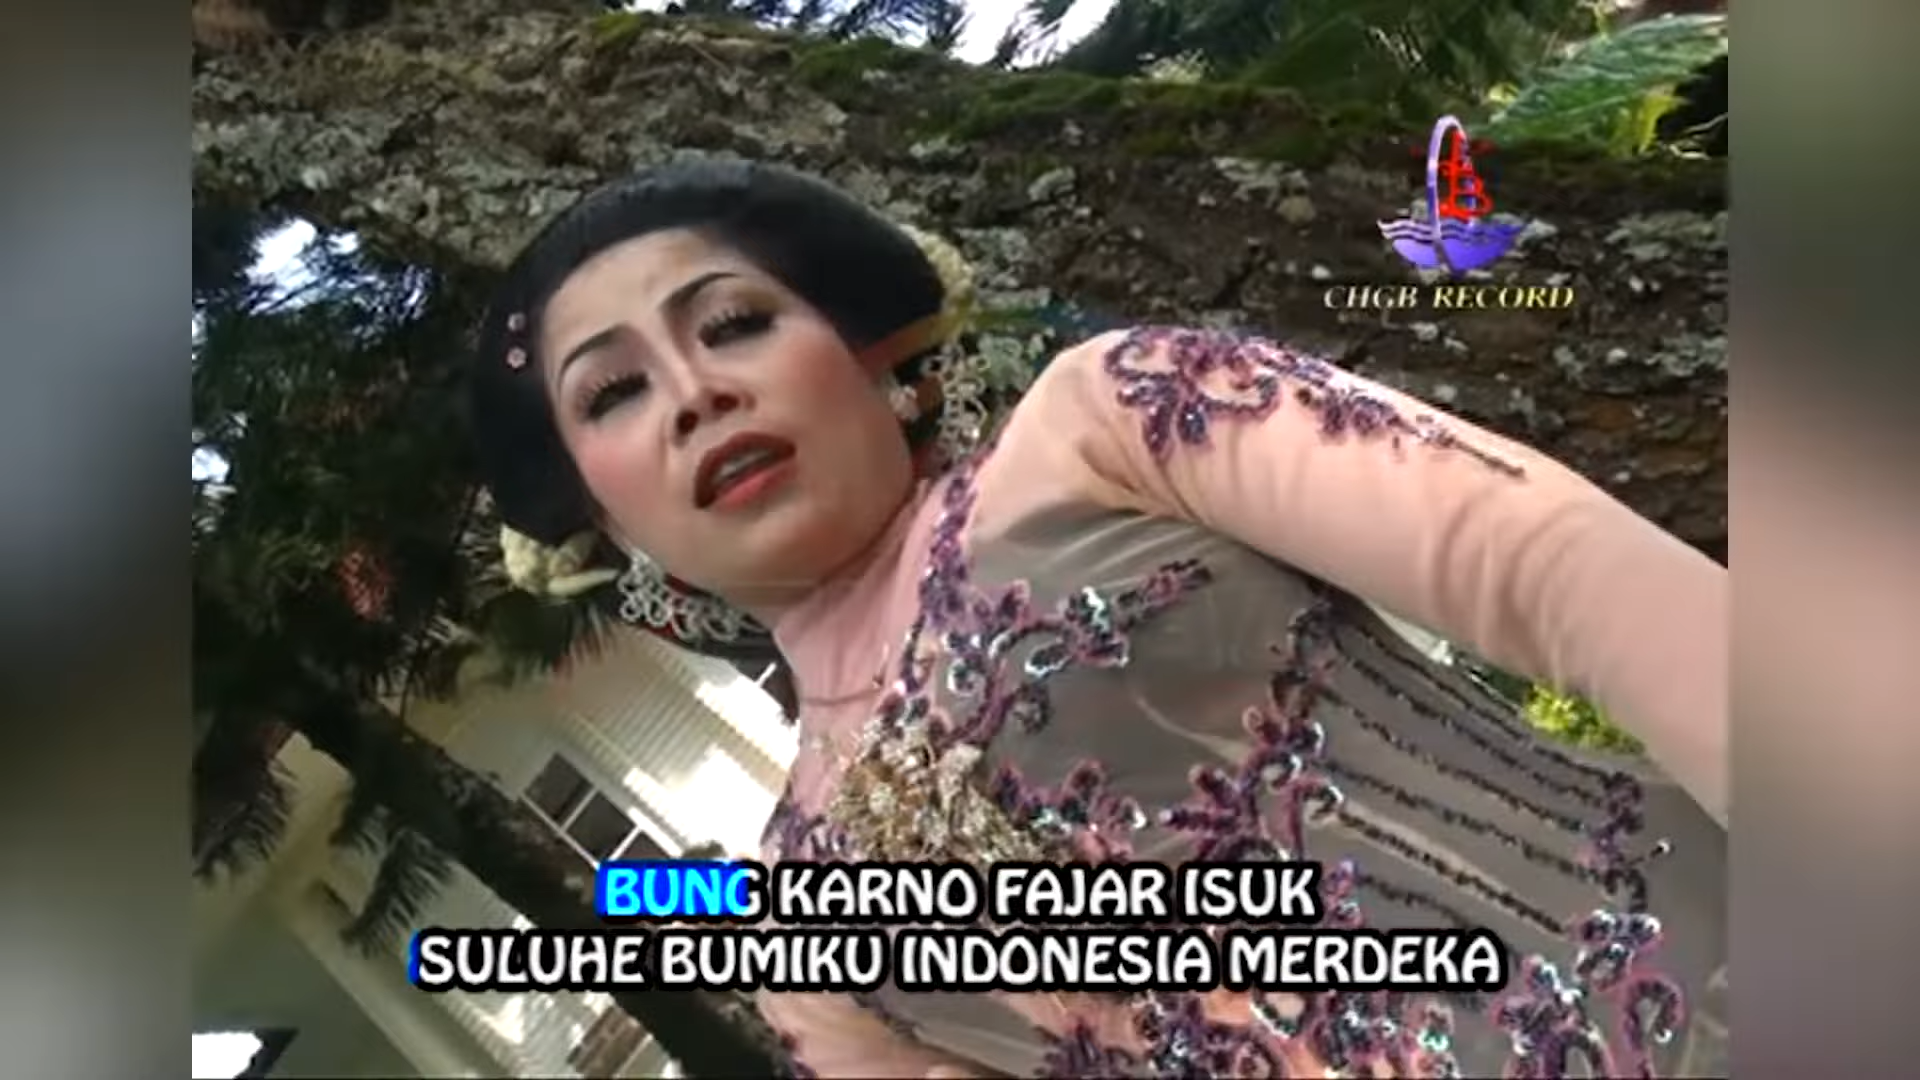 CHGB RECORD
BUNG KARNO FAJAR ISUK
SULUHE BUMIKU INDONESIA MERDEKA